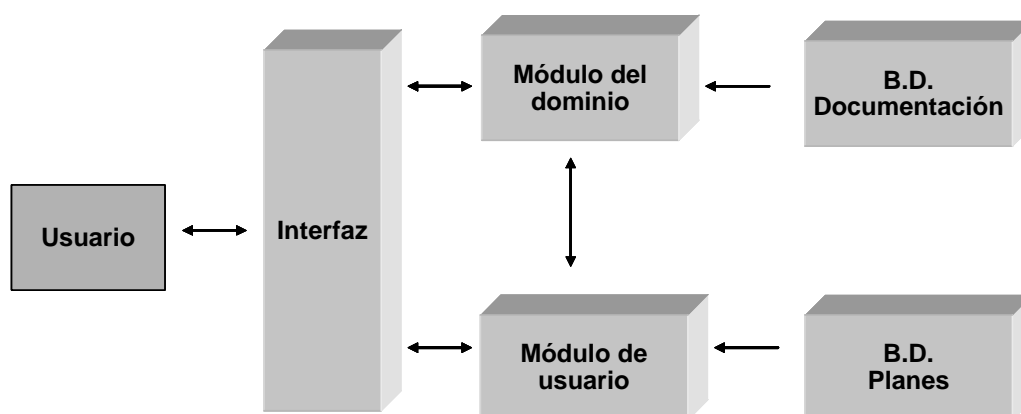 Módulo del
dominio
B.D.
Documentación
Usuario
Interfaz
Módulo de
usuario
B.D.
Planes